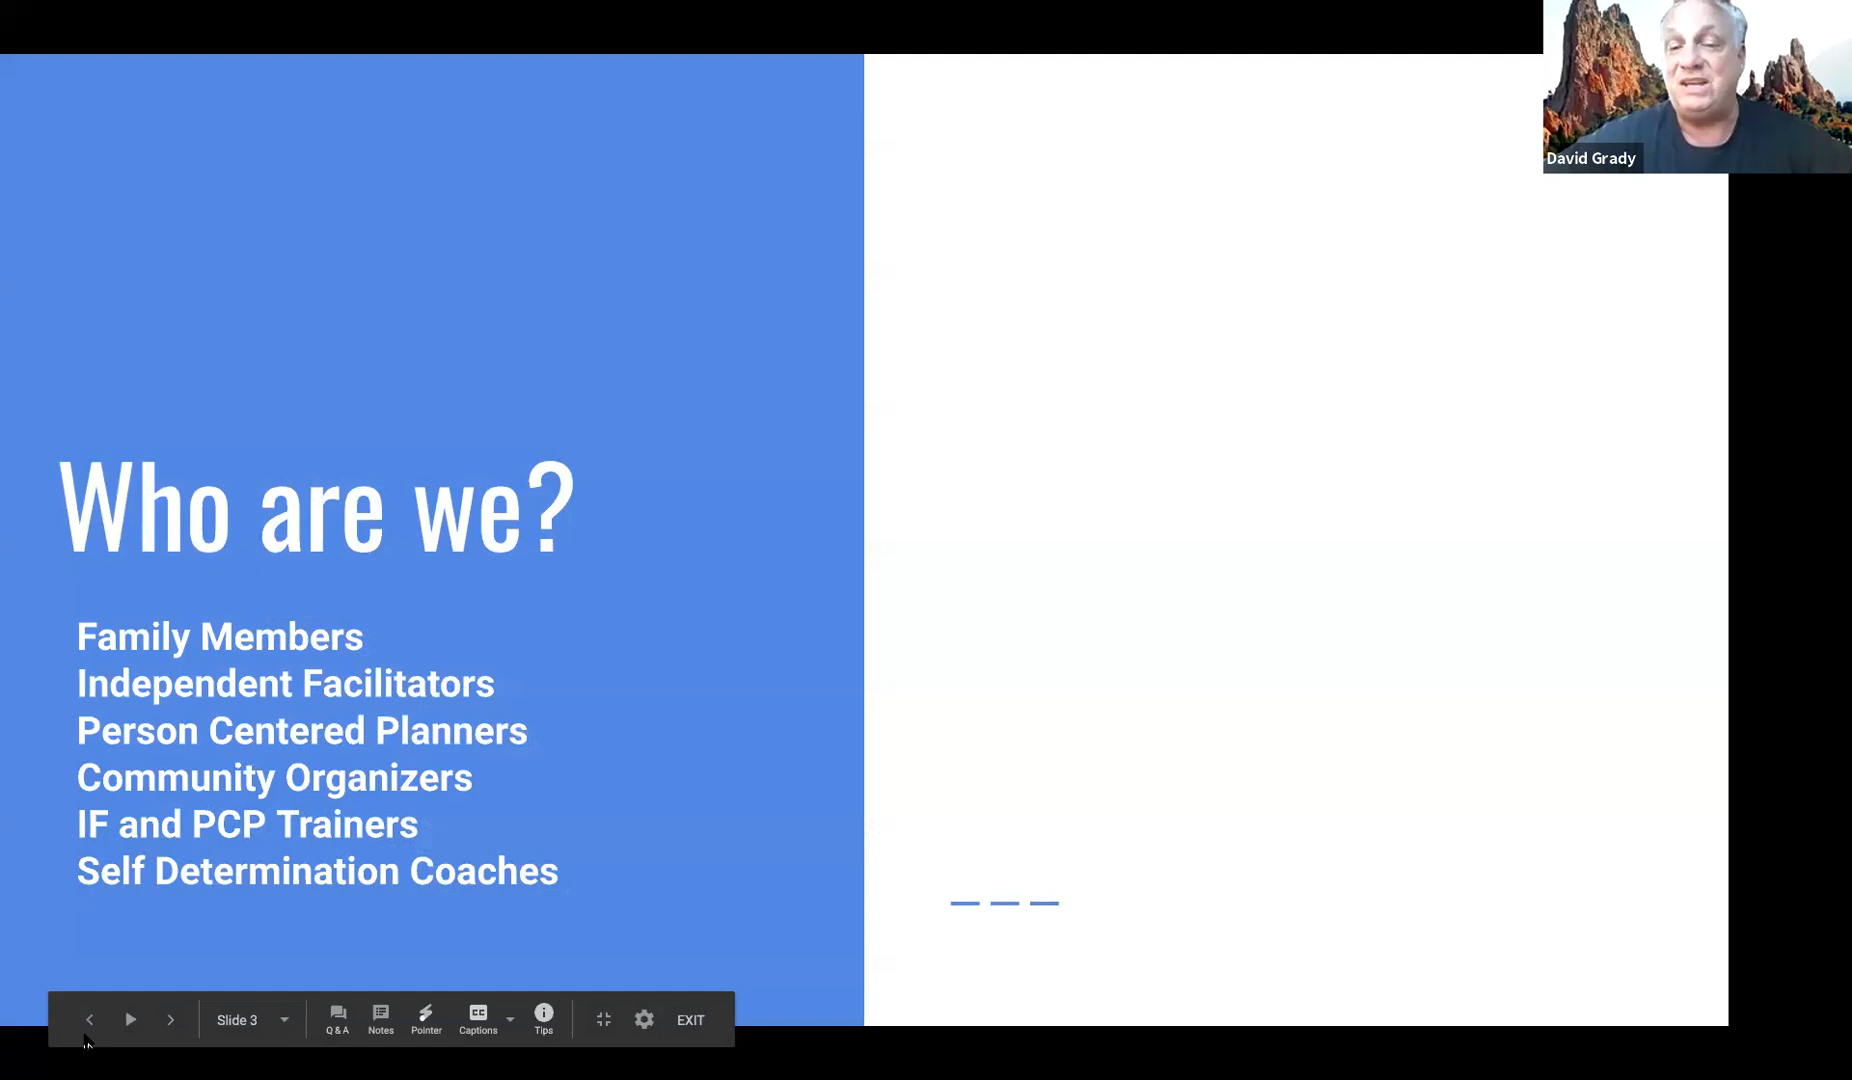 David Grady
Who are we?
Family Members
Independent Facilitators
Person Centered Planners
Community Organizers
IF and PCP Trainers
Self Determination Coaches
Slide 3
Q & A
Notes
Pointer
CC
Captions
Tips
EXIT